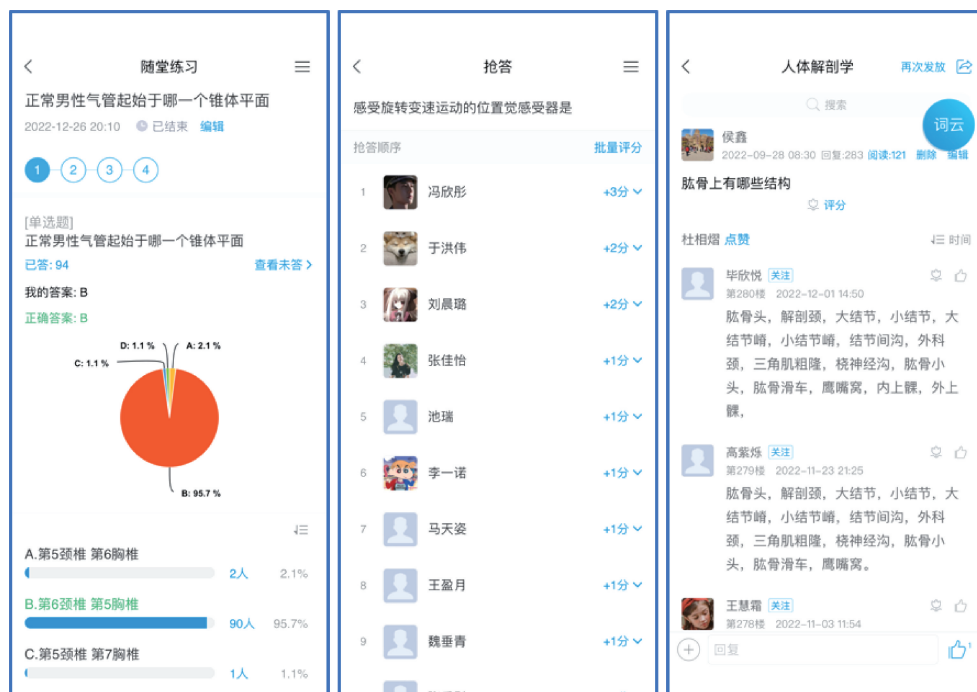 随堂练习
正常男性气管起始于哪一个锥体平面
2022-12-26 20:10 已结束 编辑
1 2 3 4
[单选题]
正常男性气管起始于哪一个锥体平面
已答: 94 查看未答
我的答案: B
正确答案: B
D: 1.1 % A: 2.1 %
C: 1.1 %
B: 95.7 %
A.第5颈椎 第6胸椎
2人 2.1%
B.第6颈椎 第5胸椎
90人 95.7%
C.第5颈椎 第7胸椎
1人 1.1%
抢答
感受旋转变速运动的位置觉感受器是
抢答顺序 批量评分
1 冯欣彤 +3分
2 于洪伟 +2分
3 刘晨璐 +2分
4 张佳怡 +1分
5 池瑞 +1分
6 李一诺 +1分
7 马天姿 +1分
8 王盈月 +1分
9 魏垂青 +1分
人体解剖学 再次发放
搜索
词云
侯鑫
2022-09-28 08:30 回复:283 阅读:121 删除 编辑
肱骨上有哪些结构
评分
杜相熠 点赞 时间
毕欣悦 关注
第280楼 2022-12-01 14:50
肱骨头，解剖颈，大结节，小结节，大
结节嵴，小结节嵴，结节间沟，外科
颈，三角肌粗隆，桡神经沟，肱骨小
头，肱骨滑车，鹰嘴窝，内上髁，外上
髁，
高紫烁 关注
第279楼 2022-11-23 21:25
肱骨头，解剖颈，大结节，小结节，大
结节嵴，小结节嵴，结节间沟，外科
颈，三角肌粗隆，桡神经沟，肱骨小
头，肱骨滑车，鹰嘴窝。
王慧霜 关注
第278楼 2022-11-03 11:54
回复 1